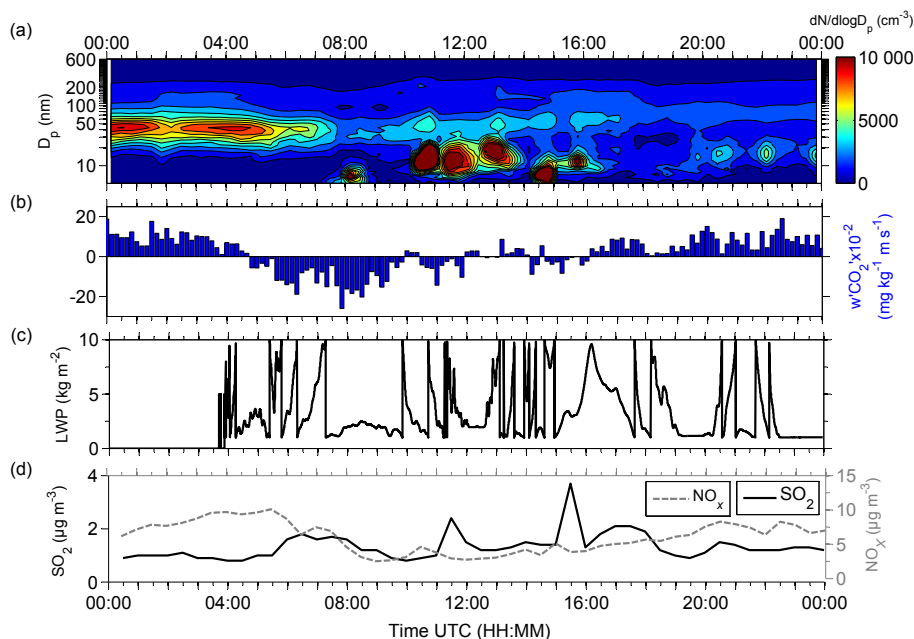 (a)
dN/dlogDp (cm-3)
00:00 04:00 08:00 12:00 16:00 20:00 00:00
Dp (nm)
600
200
100
50
10
10 000
5000
0
(b)
20
0
-20
w'CO2'x10-2
(mg kg-1 m s-1)
(c)
LWP (kg m-2)
10
5
0
(d)
SO2 (µg m-3)
4
2
0
NOx SO2
15
10
5
0
NOX (µg m-3)
00:00 04:00 08:00 12:00 16:00 20:00 00:00
Time UTC (HH:MM)